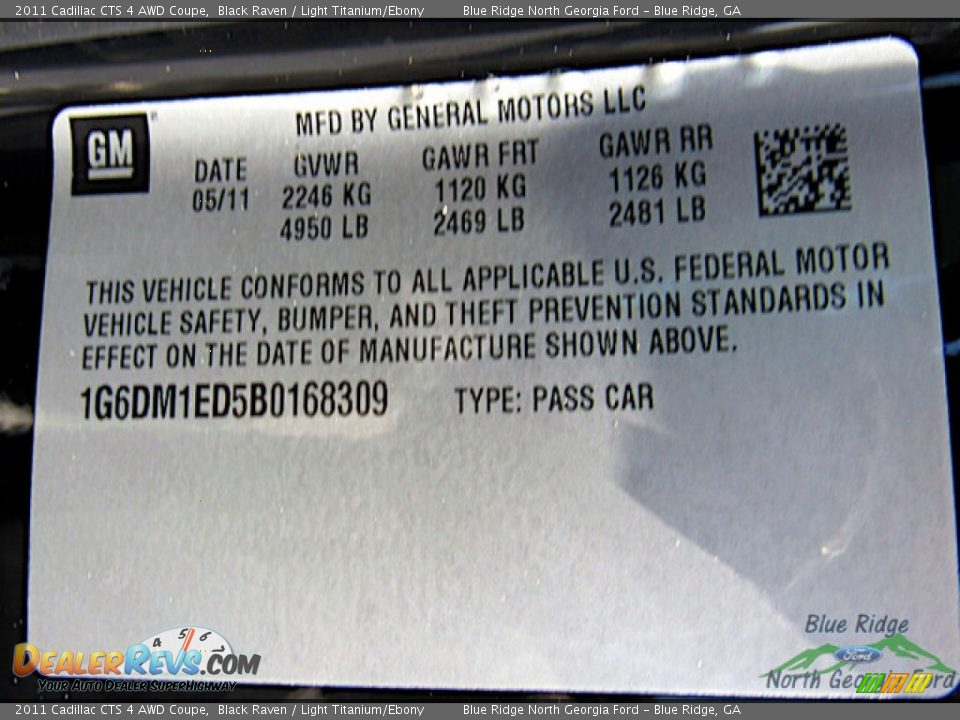 2011 Cadillac CTS 4 AWD Coupe, Black Raven / Light Titanium/Ebony Blue Ridge North Georgia Ford – Blue Ridge, GA
GM
MFD BY GENERAL MOTORS LLC
DATE GVWR GAWR FRT GAWR RR
05/11 2246 KG 1120 KG 1126 KG
4950 LB 2469 LB 2481 LB
THIS VEHICLE CONFORMS TO ALL APPLICABLE U.S. FEDERAL MOTOR
VEHICLE SAFETY, BUMPER, AND THEFT PREVENTION STANDARDS IN
EFFECT ON THE DATE OF MANUFACTURE SHOWN ABOVE.
1G6DM1ED5B0168309 TYPE: PASS CAR
Blue Ridge
Ford
North Georgia Ford
4 5 6 7
DEALERREVS.COM
YOUR AUTO DEALER SUPERHIGHWAY
2011 Cadillac CTS 4 AWD Coupe, Black Raven / Light Titanium/Ebony Blue Ridge North Georgia Ford – Blue Ridge, GA